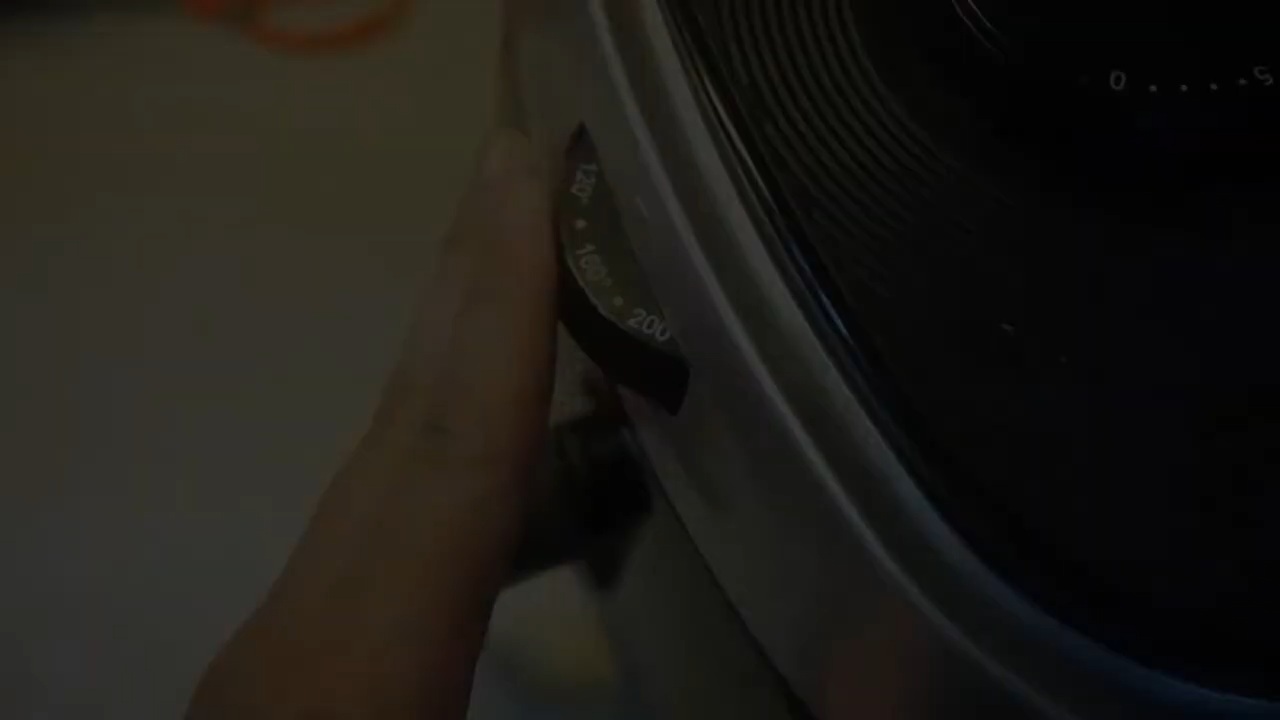 0 . . . . 5
120° • 160° • 200